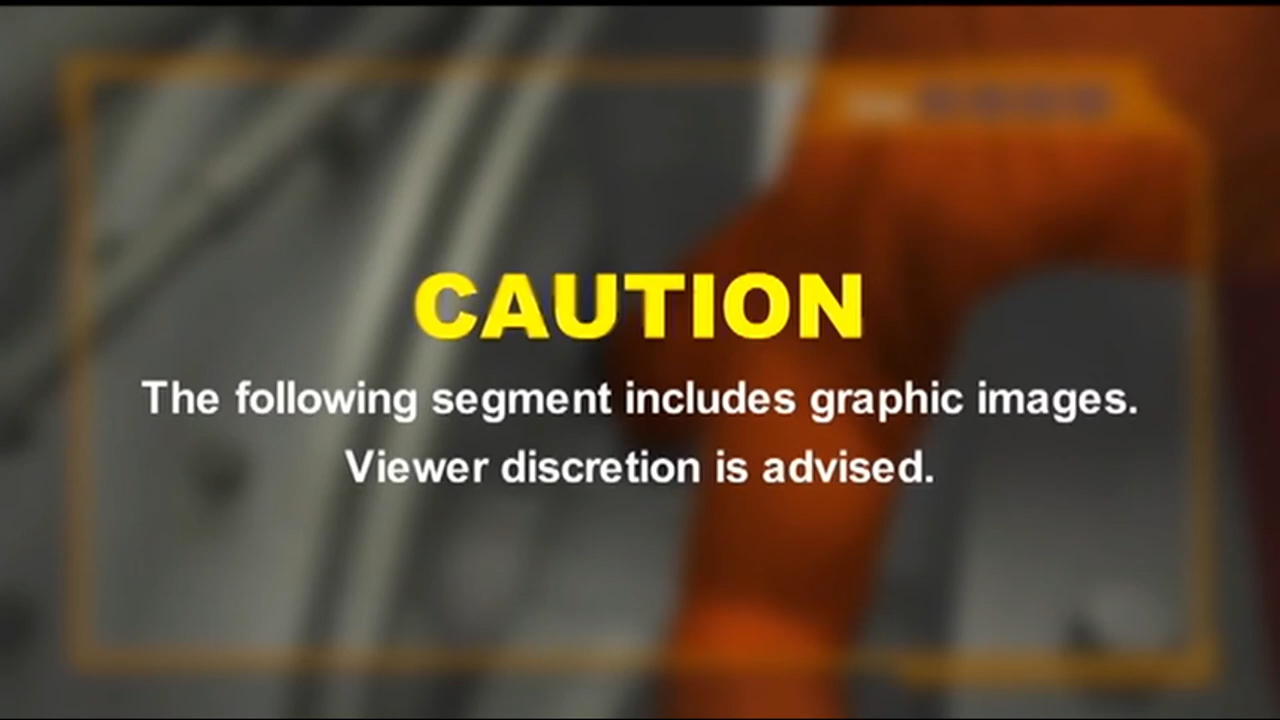 CAUTION
The following segment includes graphic images.
Viewer discretion is advised.